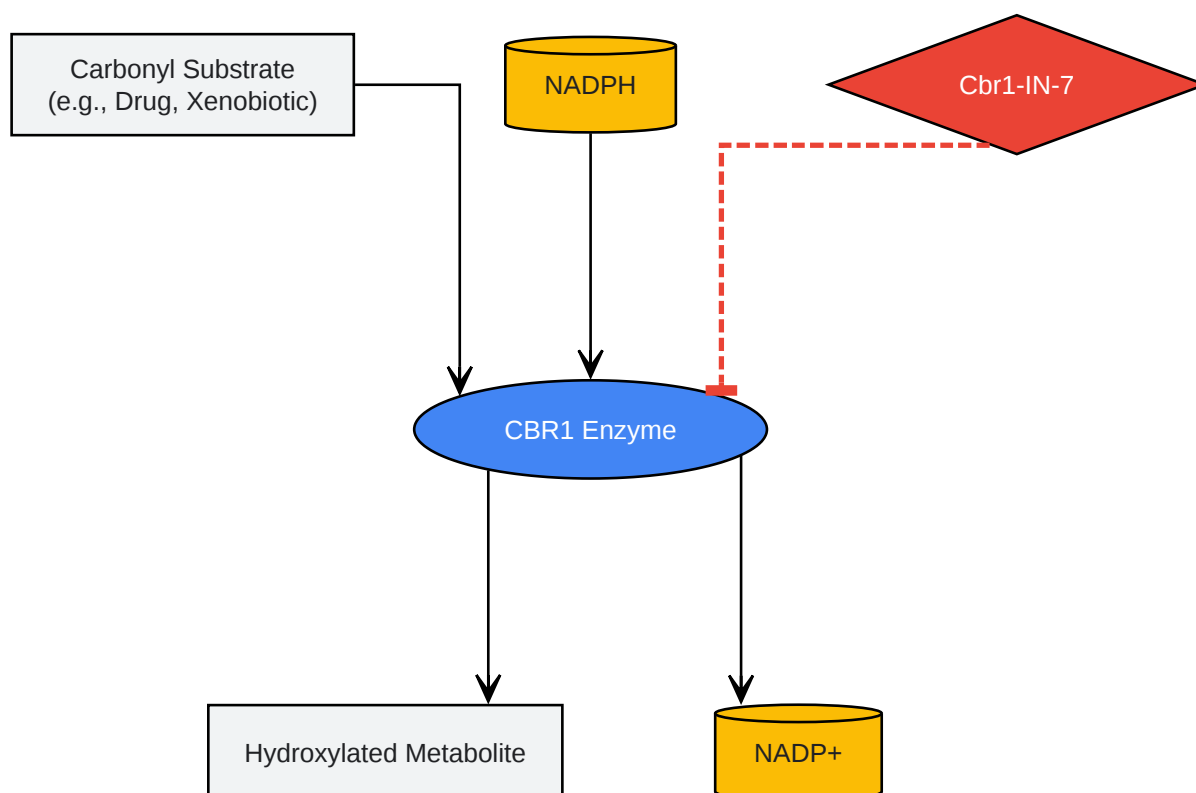 Carbonyl Substrate
(e.g., Drug, Xenobiotic)
NADPH
Cbr1-IN-7
CBR1 Enzyme
Hydroxylated Metabolite
NADP+